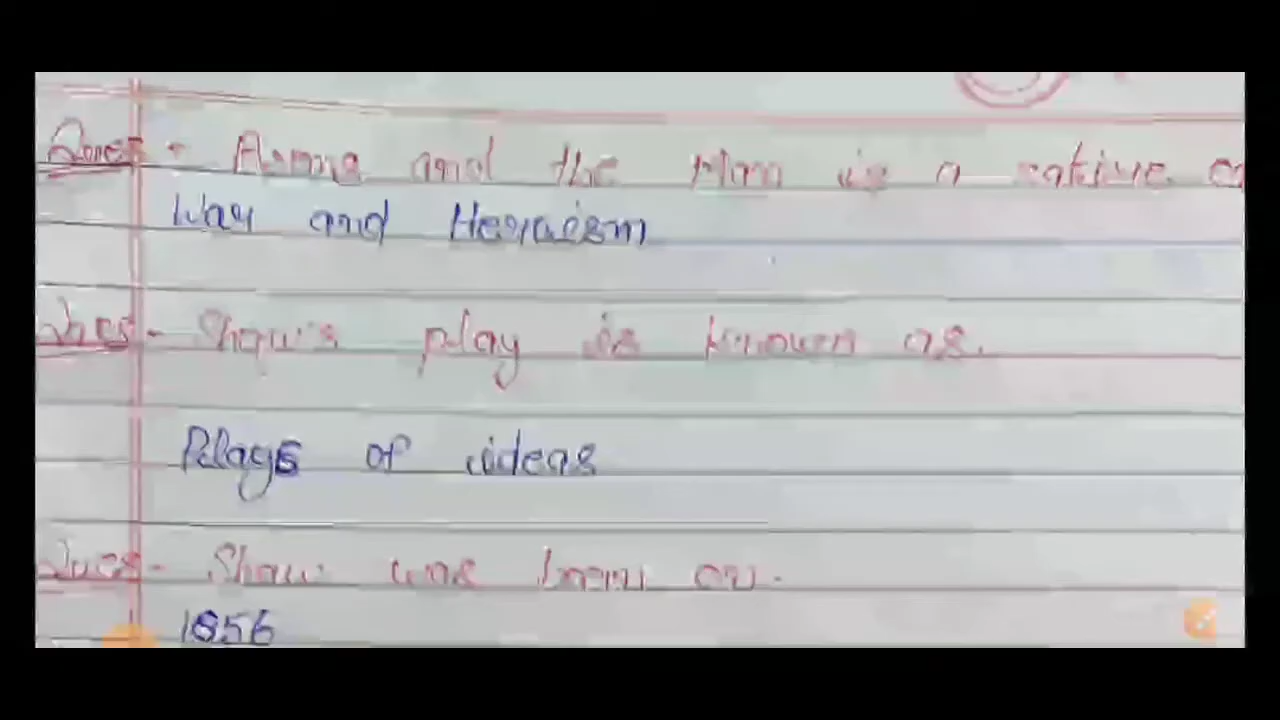 Ques - Arms and the Man is a satire
War and Heroism
Ques - Shaw's play is known as.
Plays of ideas
Ques - Shaw was born on.
1856